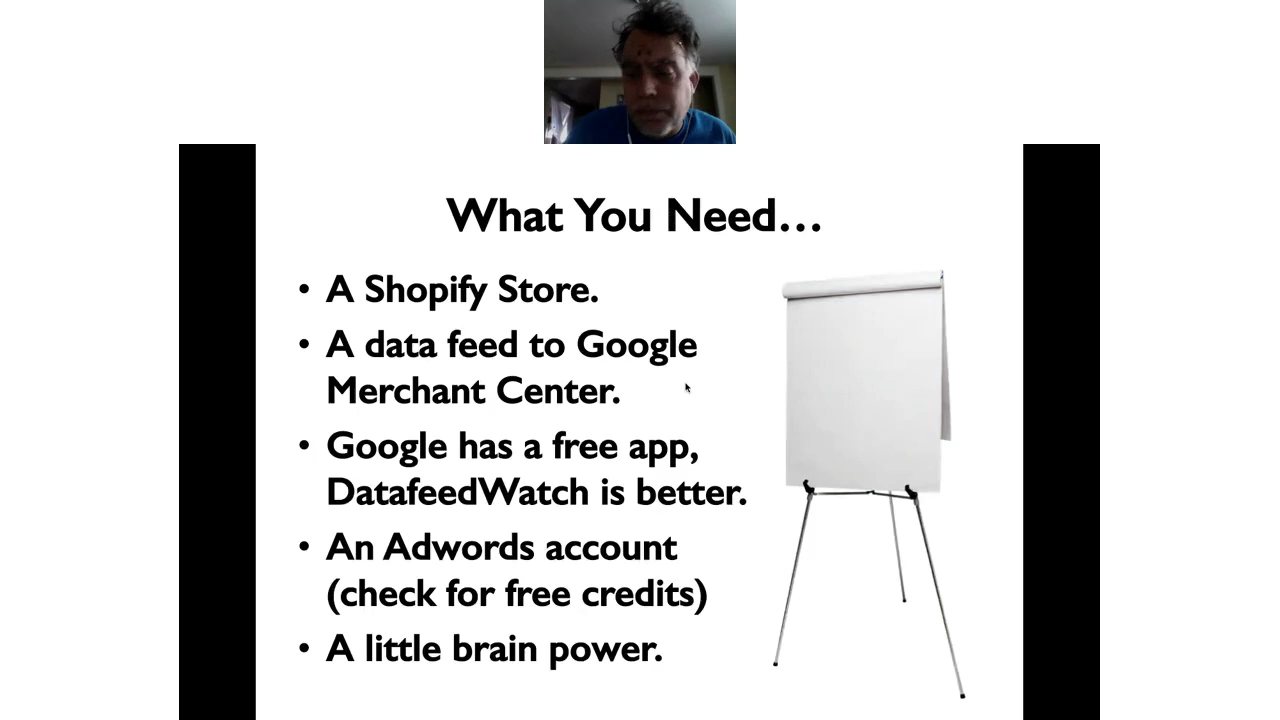 What You Need…
• A Shopify Store.
• A data feed to Google
Merchant Center.
• Google has a free app,
DatafeedWatch is better.
• An Adwords account
(check for free credits)
• A little brain power.